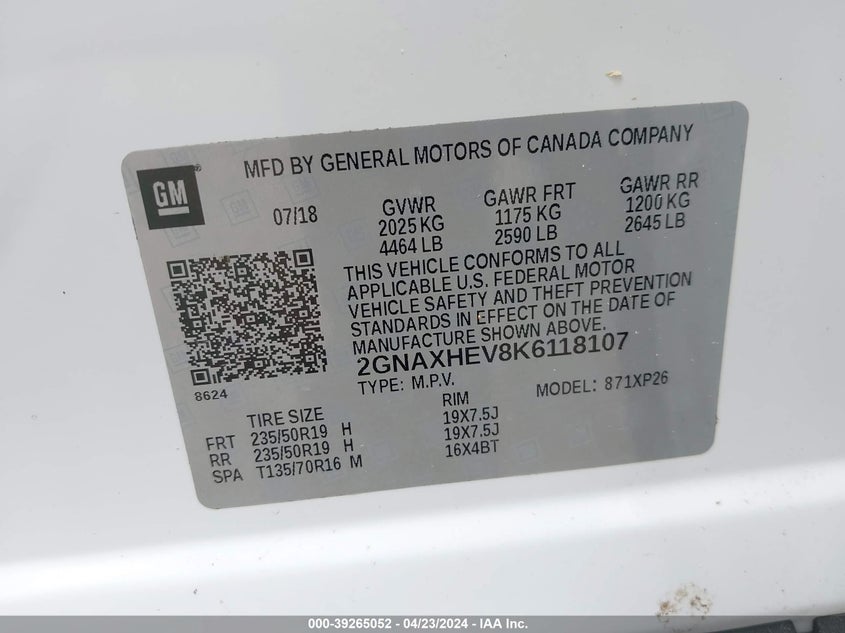 MFD BY GENERAL MOTORS OF CANADA COMPANY
GM
®
07/18 GVWR GAWR FRT GAWR RR
2025 KG 1175 KG 1200 KG
4464 LB 2590 LB 2645 LB
THIS VEHICLE CONFORMS TO ALL
APPLICABLE U.S. FEDERAL MOTOR
VEHICLE SAFETY AND THEFT PREVENTION
STANDARDS IN EFFECT ON THE DATE OF
MANUFACTURE SHOWN ABOVE.
2GNAXHEV8K6118107
TYPE: M.P.V. MODEL: 871XP26
8624
TIRE SIZE RIM
FRT 235/50R19 H 19X7.5J
RR 235/50R19 H 19X7.5J
SPA T135/70R16 M 16X4BT
000-39265052 - 04/23/2024 - IAA Inc.